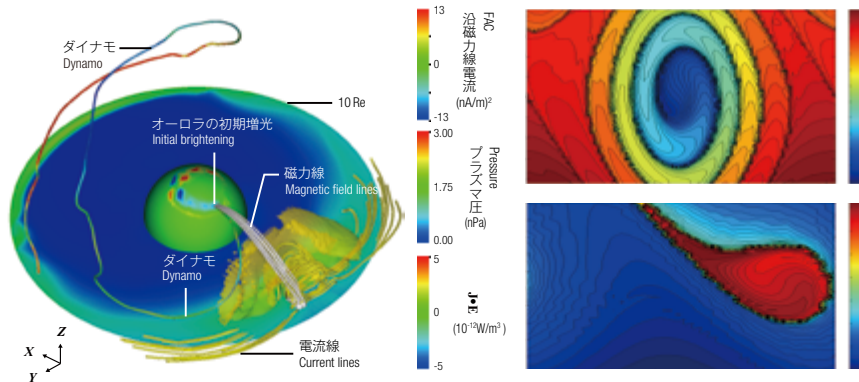 ダイナモ
Dynamo
10 Re
オーロラの初期増光
Initial brightening
磁力線
Magnetic field lines
ダイナモ
Dynamo
電流線
Current lines
Z
X
Y
13
0
-13
FAC
沿磁力線電流
(nA/m)²
3.00
1.75
0.00
Pressure
プラズマ圧
(nPa)
5
0
-5
J•E
(10⁻¹²W/m³)